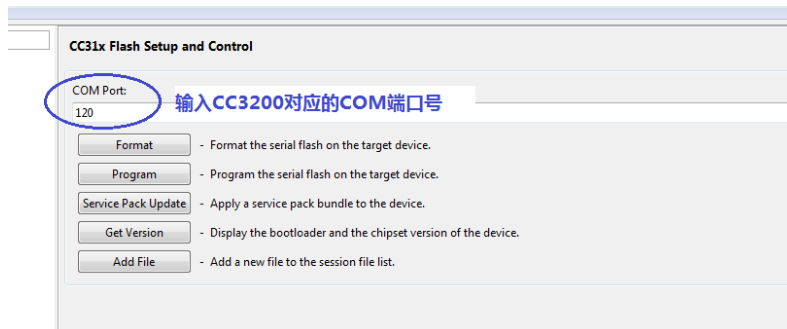 CC31x Flash Setup and Control
COM Port:
输入CC3200对应的COM端口号
120
Format - Format the serial flash on the target device.
Program - Program the serial flash on the target device.
Service Pack Update - Apply a service pack bundle to the device.
Get Version - Display the bootloader and the chipset version of the device.
Add File - Add a new file to the session file list.